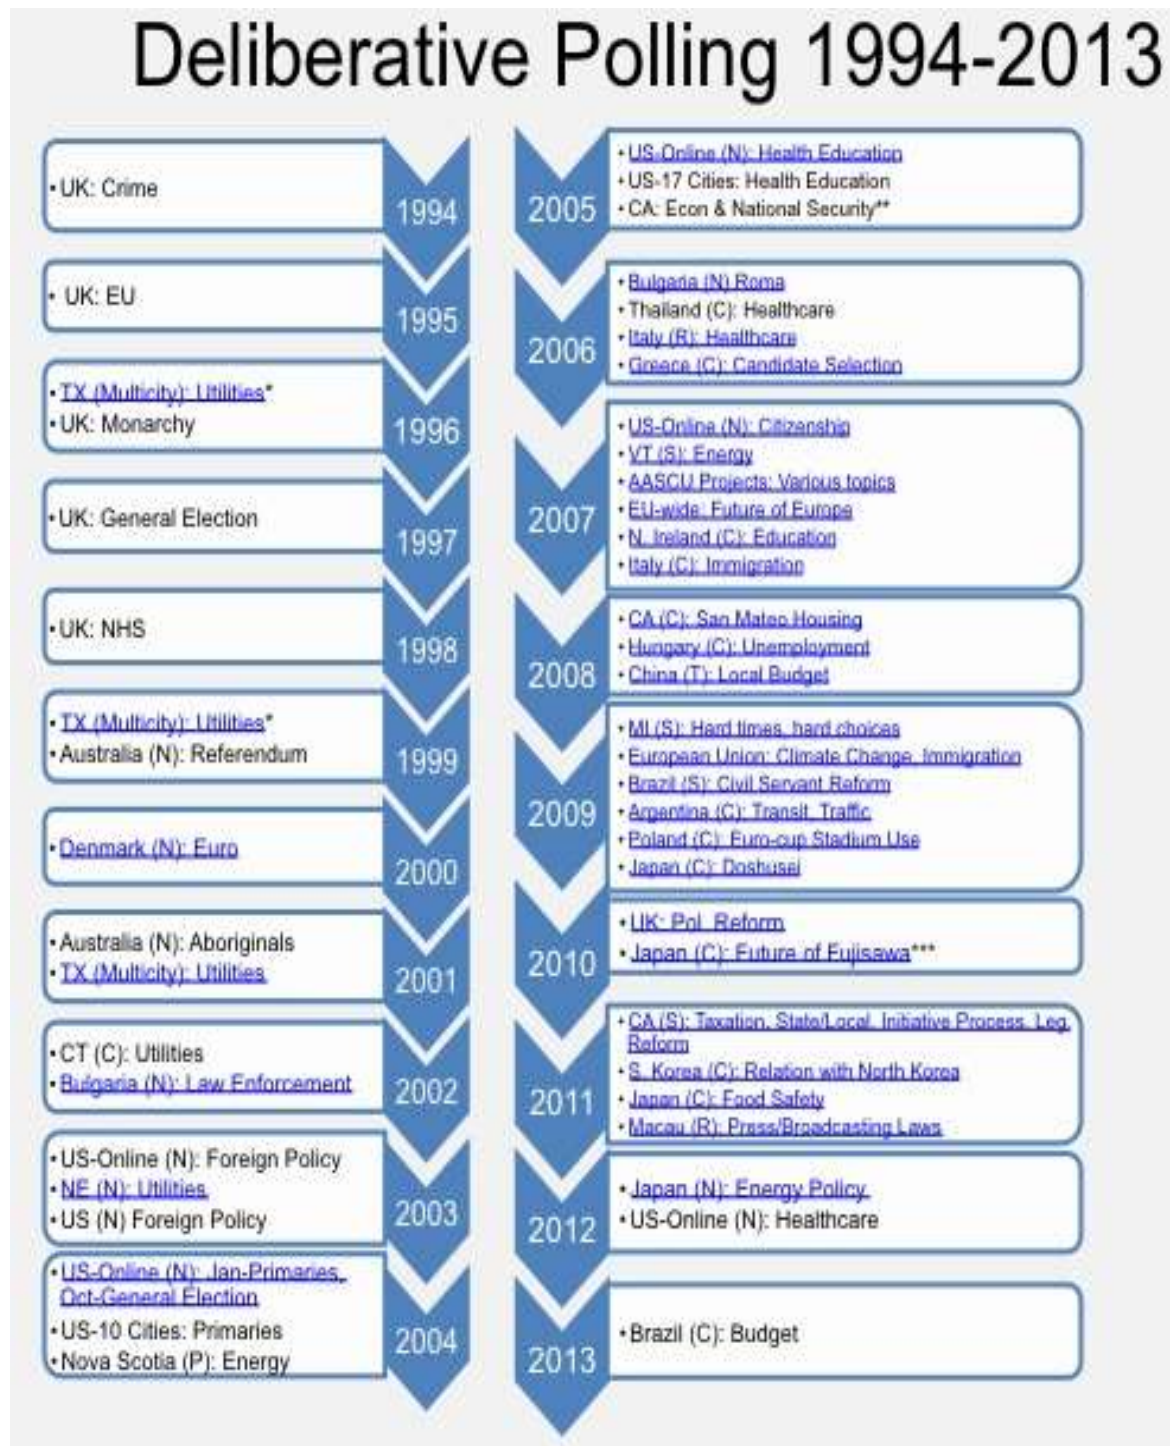 Deliberative Polling 1994-2013
• UK: Crime
1994
• UK: EU
1995
• TX (Multicity): Utilities*
• UK: Monarchy
1996
• UK: General Election
1997
• UK: NHS
1998
• TX (Multicity): Utilities*
• Australia (N): Referendum
1999
• Denmark (N): Euro
2000
• Australia (N): Aboriginals
• TX (Multicity): Utilities
2001
• CT (C): Utilities
• Bulgaria (N): Law Enforcement
2002
• US-Online (N): Foreign Policy
• NE (N): Utilities
• US (N) Foreign Policy
2003
• US-Online (N): Jan-Primaries,
Oct-General Election
• US-10 Cities: Primaries
• Nova Scotia (P): Energy
2004
2005
• US-Online (N): Health Education
• US-17 Cities: Health Education
• CA: Econ & National Security**
2006
• Bulgaria (N) Roma
• Thailand (C): Healthcare
• Italy (R): Healthcare
• Greece (C): Candidate Selection
2007
• US-Online (N): Citizenship
• VT (S): Energy
• AASCU Projects: Various topics
• EU-wide: Future of Europe
• N. Ireland (C): Education
• Italy (C): Immigration
2008
• CA (C): San Mateo Housing
• Hungary (C): Unemployment
• China (T): Local Budget
2009
• MI (S): Hard times, hard choices
• European Union: Climate Change, Immigration
• Brazil (S): Civil Servant Reform
• Argentina (C): Transit, Traffic
• Poland (C): Euro-cup Stadium Use
• Japan (C): Doshusei
2010
• UK: Pol. Reform
• Japan (C): Future of Fujisawa***
2011
• CA (S): Taxation, State/Local, Initiative Process, Leg.
Reform
• S. Korea (C): Relation with North Korea
• Japan (C): Food Safety
• Macau (R): Press/Broadcasting Laws
2012
• Japan (N): Energy Policy
• US-Online (N): Healthcare
2013
• Brazil (C): Budget